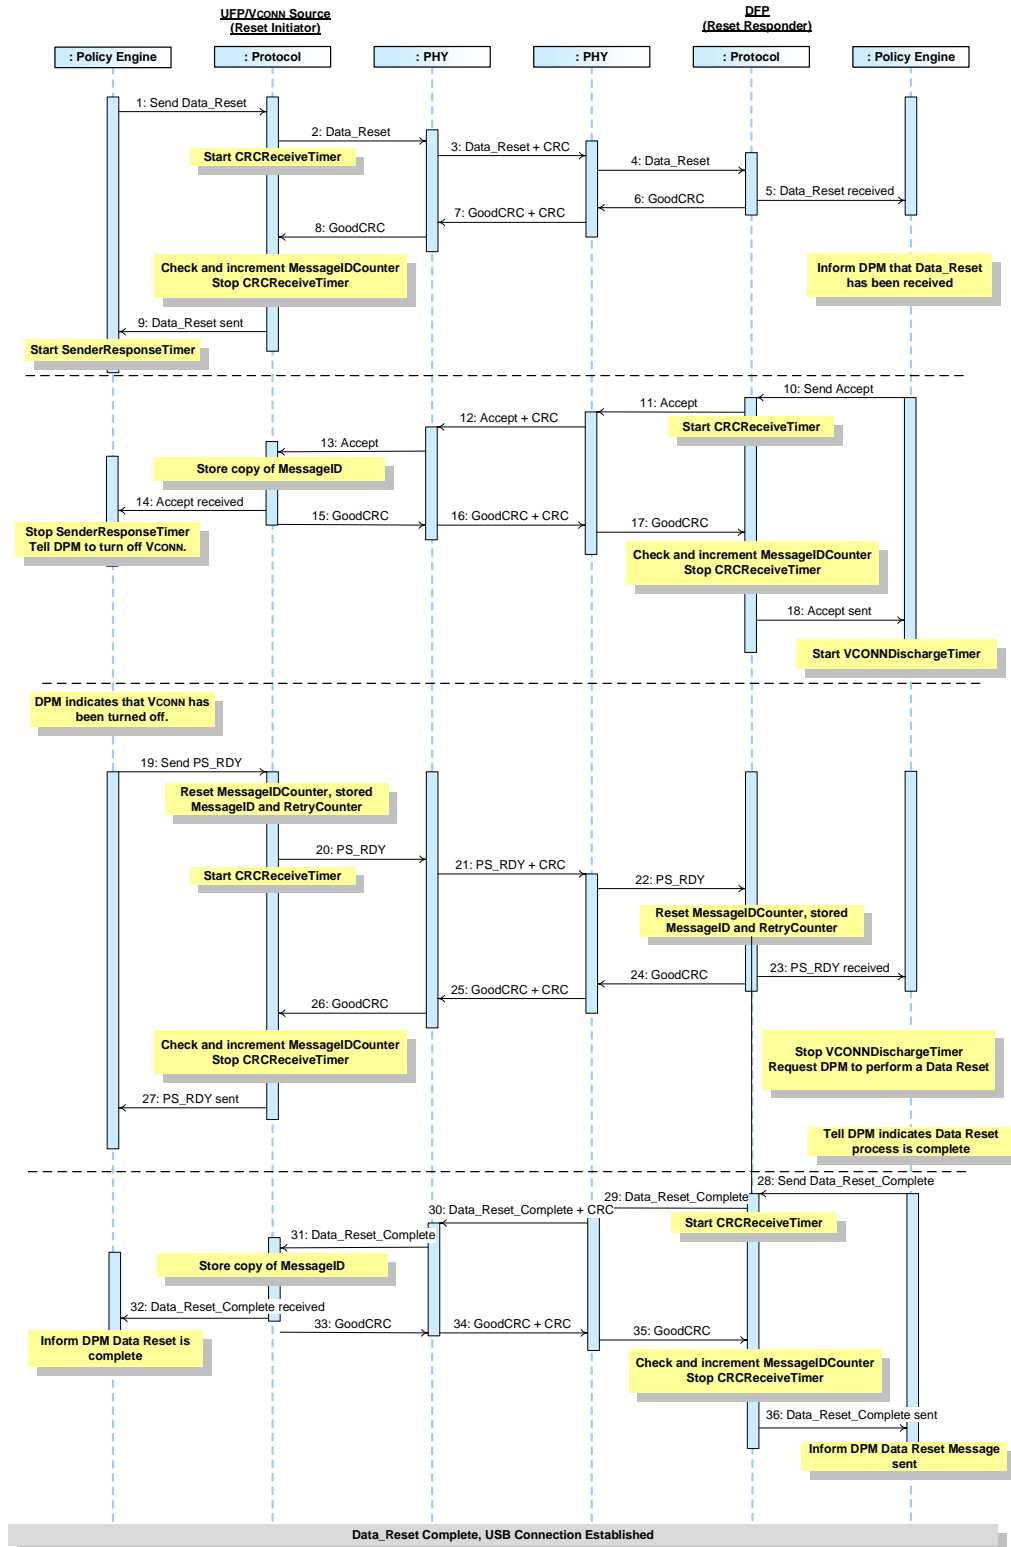 UFP/VCONN Source
(Reset Initiator)
DFP
(Reset Responder)
: Policy Engine
: Protocol
: PHY
: PHY
: Protocol
: Policy Engine
1: Send Data_Reset
2: Data_Reset
Start CRCReceiveTimer
3: Data_Reset + CRC
4: Data_Reset
5: Data_Reset received
6: GoodCRC
7: GoodCRC + CRC
8: GoodCRC
Check and increment MessageIDCounter
Stop CRCReceiveTimer
Inform DPM that Data_Reset
has been received
9: Data_Reset sent
Start SenderResponseTimer
10: Send Accept
11: Accept
Start CRCReceiveTimer
12: Accept + CRC
13: Accept
Store copy of MessageID
14: Accept received
15: GoodCRC
16: GoodCRC + CRC
17: GoodCRC
Stop SenderResponseTimer
Tell DPM to turn off VCONN.
Check and increment MessageIDCounter
Stop CRCReceiveTimer
18: Accept sent
Start VCONNDischargeTimer
DPM indicates that VCONN has
been turned off.
19: Send PS_RDY
Reset MessageIDCounter, stored
MessageID and RetryCounter
20: PS_RDY
Start CRCReceiveTimer
21: PS_RDY + CRC
22: PS_RDY
Reset MessageIDCounter, stored
MessageID and RetryCounter
23: PS_RDY received
24: GoodCRC
25: GoodCRC + CRC
26: GoodCRC
Check and increment MessageIDCounter
Stop CRCReceiveTimer
Stop VCONNDischargeTimer
Request DPM to perform a Data Reset
27: PS_RDY sent
Tell DPM indicates Data Reset
process is complete
28: Send Data_Reset_Complete
29: Data_Reset_Complete
30: Data_Reset_Complete + CRC
Start CRCReceiveTimer
31: Data_Reset_Complete
Store copy of MessageID
32: Data_Reset_Complete received
33: GoodCRC
34: GoodCRC + CRC
35: GoodCRC
Inform DPM Data Reset is
complete
Check and increment MessageIDCounter
Stop CRCReceiveTimer
36: Data_Reset_Complete sent
Inform DPM Data Reset Message
sent
Data_Reset Complete, USB Connection Established